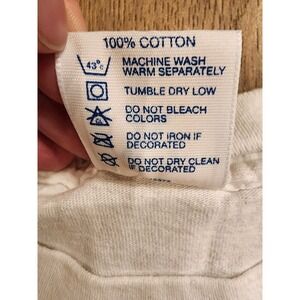 100% COTTON
43°c
MACHINE WASH
WARM SEPARATELY
TUMBLE DRY LOW
CL
DO NOT BLEACH
COLORS
DO NOT IRON IF
DECORATED
DO NOT DRY CLEAN
IF DECORATED